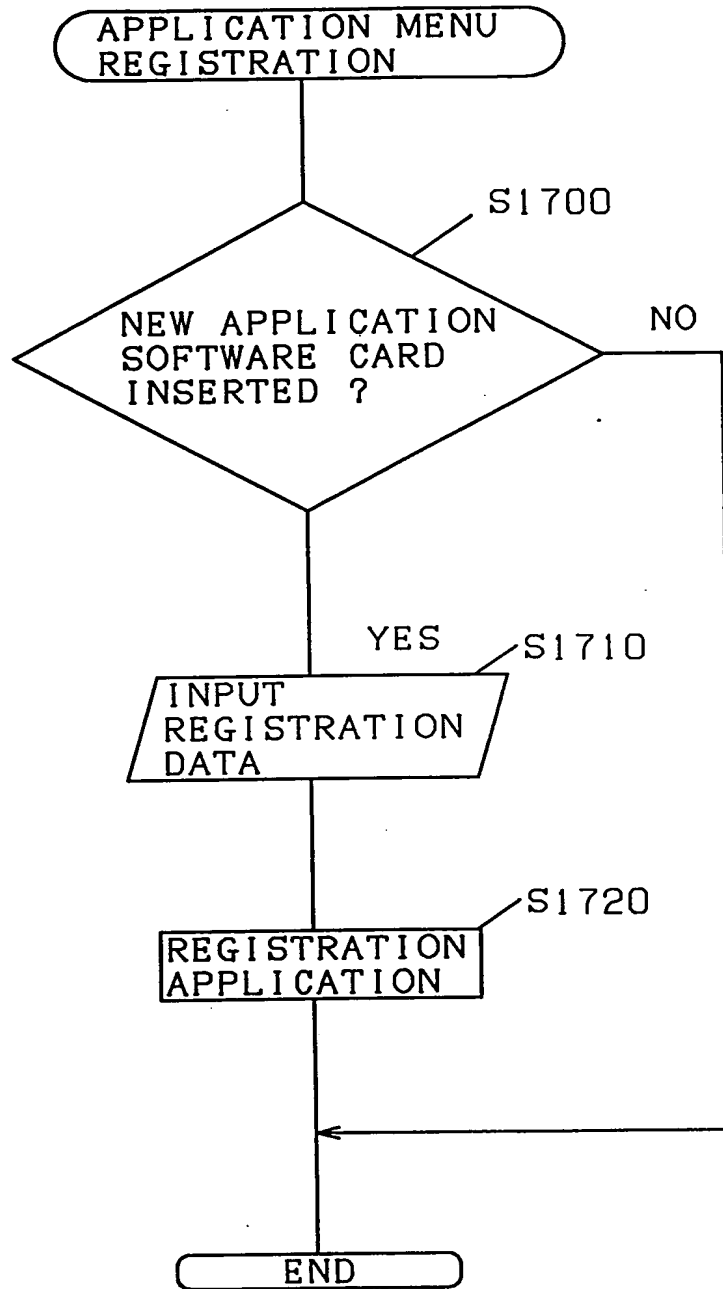 APPLICATION MENU
REGISTRATION
S1700
NEW APPLICATION
SOFTWARE CARD
INSERTED ?
NO
YES
S1710
INPUT
REGISTRATION
DATA
S1720
REGISTRATION
APPLICATION
END